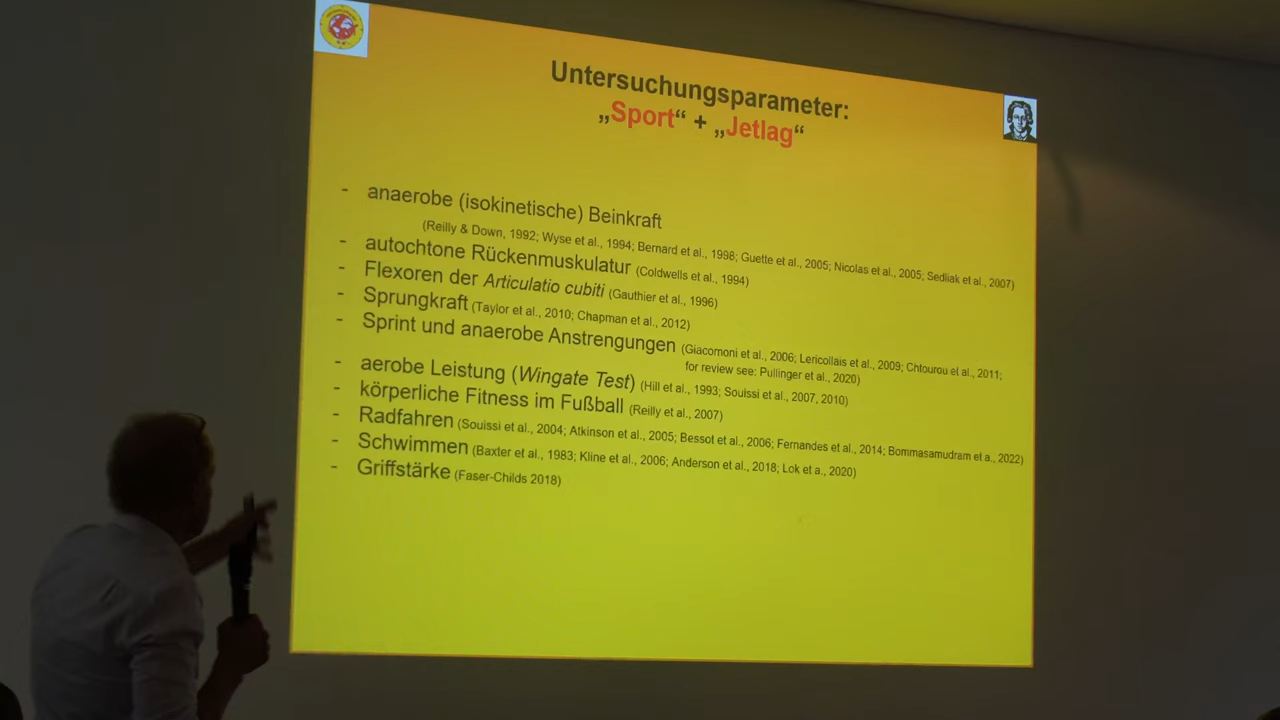 Untersuchungsparameter:
„Sport“ + „Jetlag“
- anaerobe (isokinetische) Beinkraft
(Reilly & Down, 1992; Wyse et al., 1994; Bernard et al., 1998; Guette et al., 2005; Nicolas et al., 2005; Sedliak et al., 2007)
- autochtone Rückenmuskulatur (Coldwells et al., 1994)
- Flexoren der Articulatio cubiti (Gauthier et al., 1996)
- Sprungkraft (Taylor et al., 2010; Chapman et al., 2012)
- Sprint und anaerobe Anstrengungen (Giacomoni et al., 2006; Lericollais et al., 2009; Chtourou et al., 2011;
for review see: Pullinger et al., 2020)
- aerobe Leistung (Wingate Test) (Hill et al., 1993; Souissi et al., 2007, 2010)
- körperliche Fitness im Fußball (Reilly et al., 2007)
- Radfahren (Souissi et al., 2004; Atkinson et al., 2005; Bessot et al., 2006; Fernandes et al., 2014; Bommasamudram et a., 2022)
- Schwimmen (Baxter et al., 1983; Kline et al., 2006; Anderson et al., 2018; Lok et a., 2020)
- Griffstärke (Faser-Childs 2018)